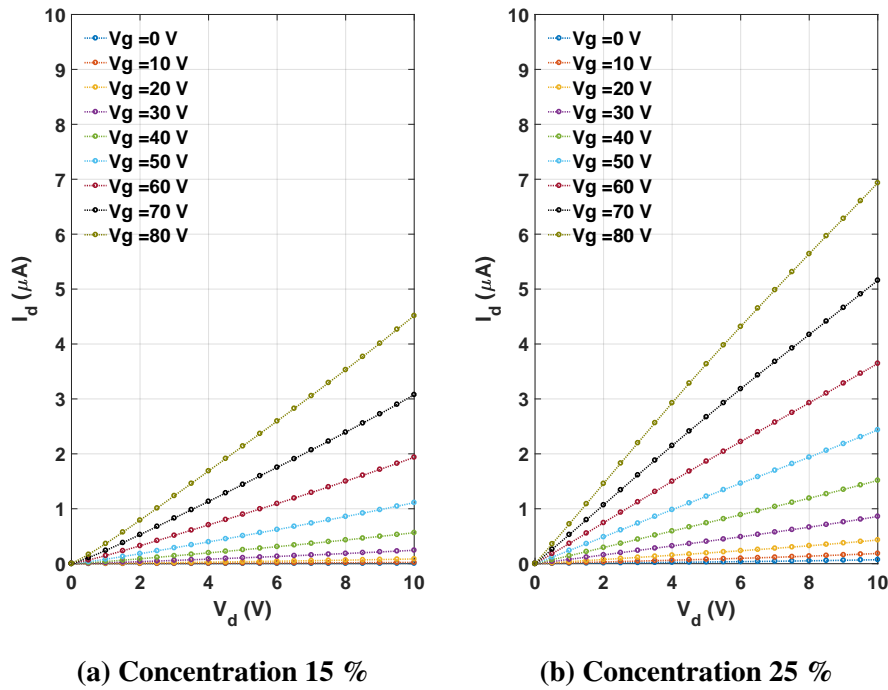 10
9
8
7
6
5
4
3
2
1
0
I_d (μA)
Vg =0 V
Vg =10 V
Vg =20 V
Vg =30 V
Vg =40 V
Vg =50 V
Vg =60 V
Vg =70 V
Vg =80 V
0 2 4 6 8 10
V_d (V)
(a) Concentration 15 %
10
9
8
7
6
5
4
3
2
1
0
I_d (μA)
Vg =0 V
Vg =10 V
Vg =20 V
Vg =30 V
Vg =40 V
Vg =50 V
Vg =60 V
Vg =70 V
Vg =80 V
0 2 4 6 8 10
V_d (V)
(b) Concentration 25 %